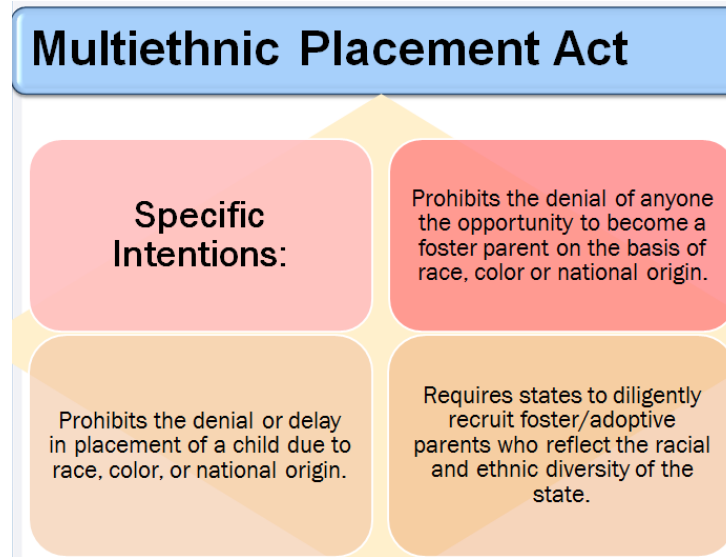 Multiethnic Placement Act
Specific
Intentions:
Prohibits the denial of anyone
the opportunity to become a
foster parent on the basis of
race, color or national origin.
Prohibits the denial or delay
in placement of a child due to
race, color, or national origin.
Requires states to diligently
recruit foster/adoptive
parents who reflect the racial
and ethnic diversity of the
state.